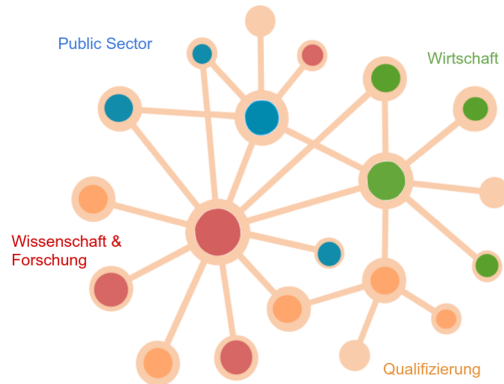 Public Sector
Wirtschaft
Wissenschaft &
Forschung
Qualifizierung